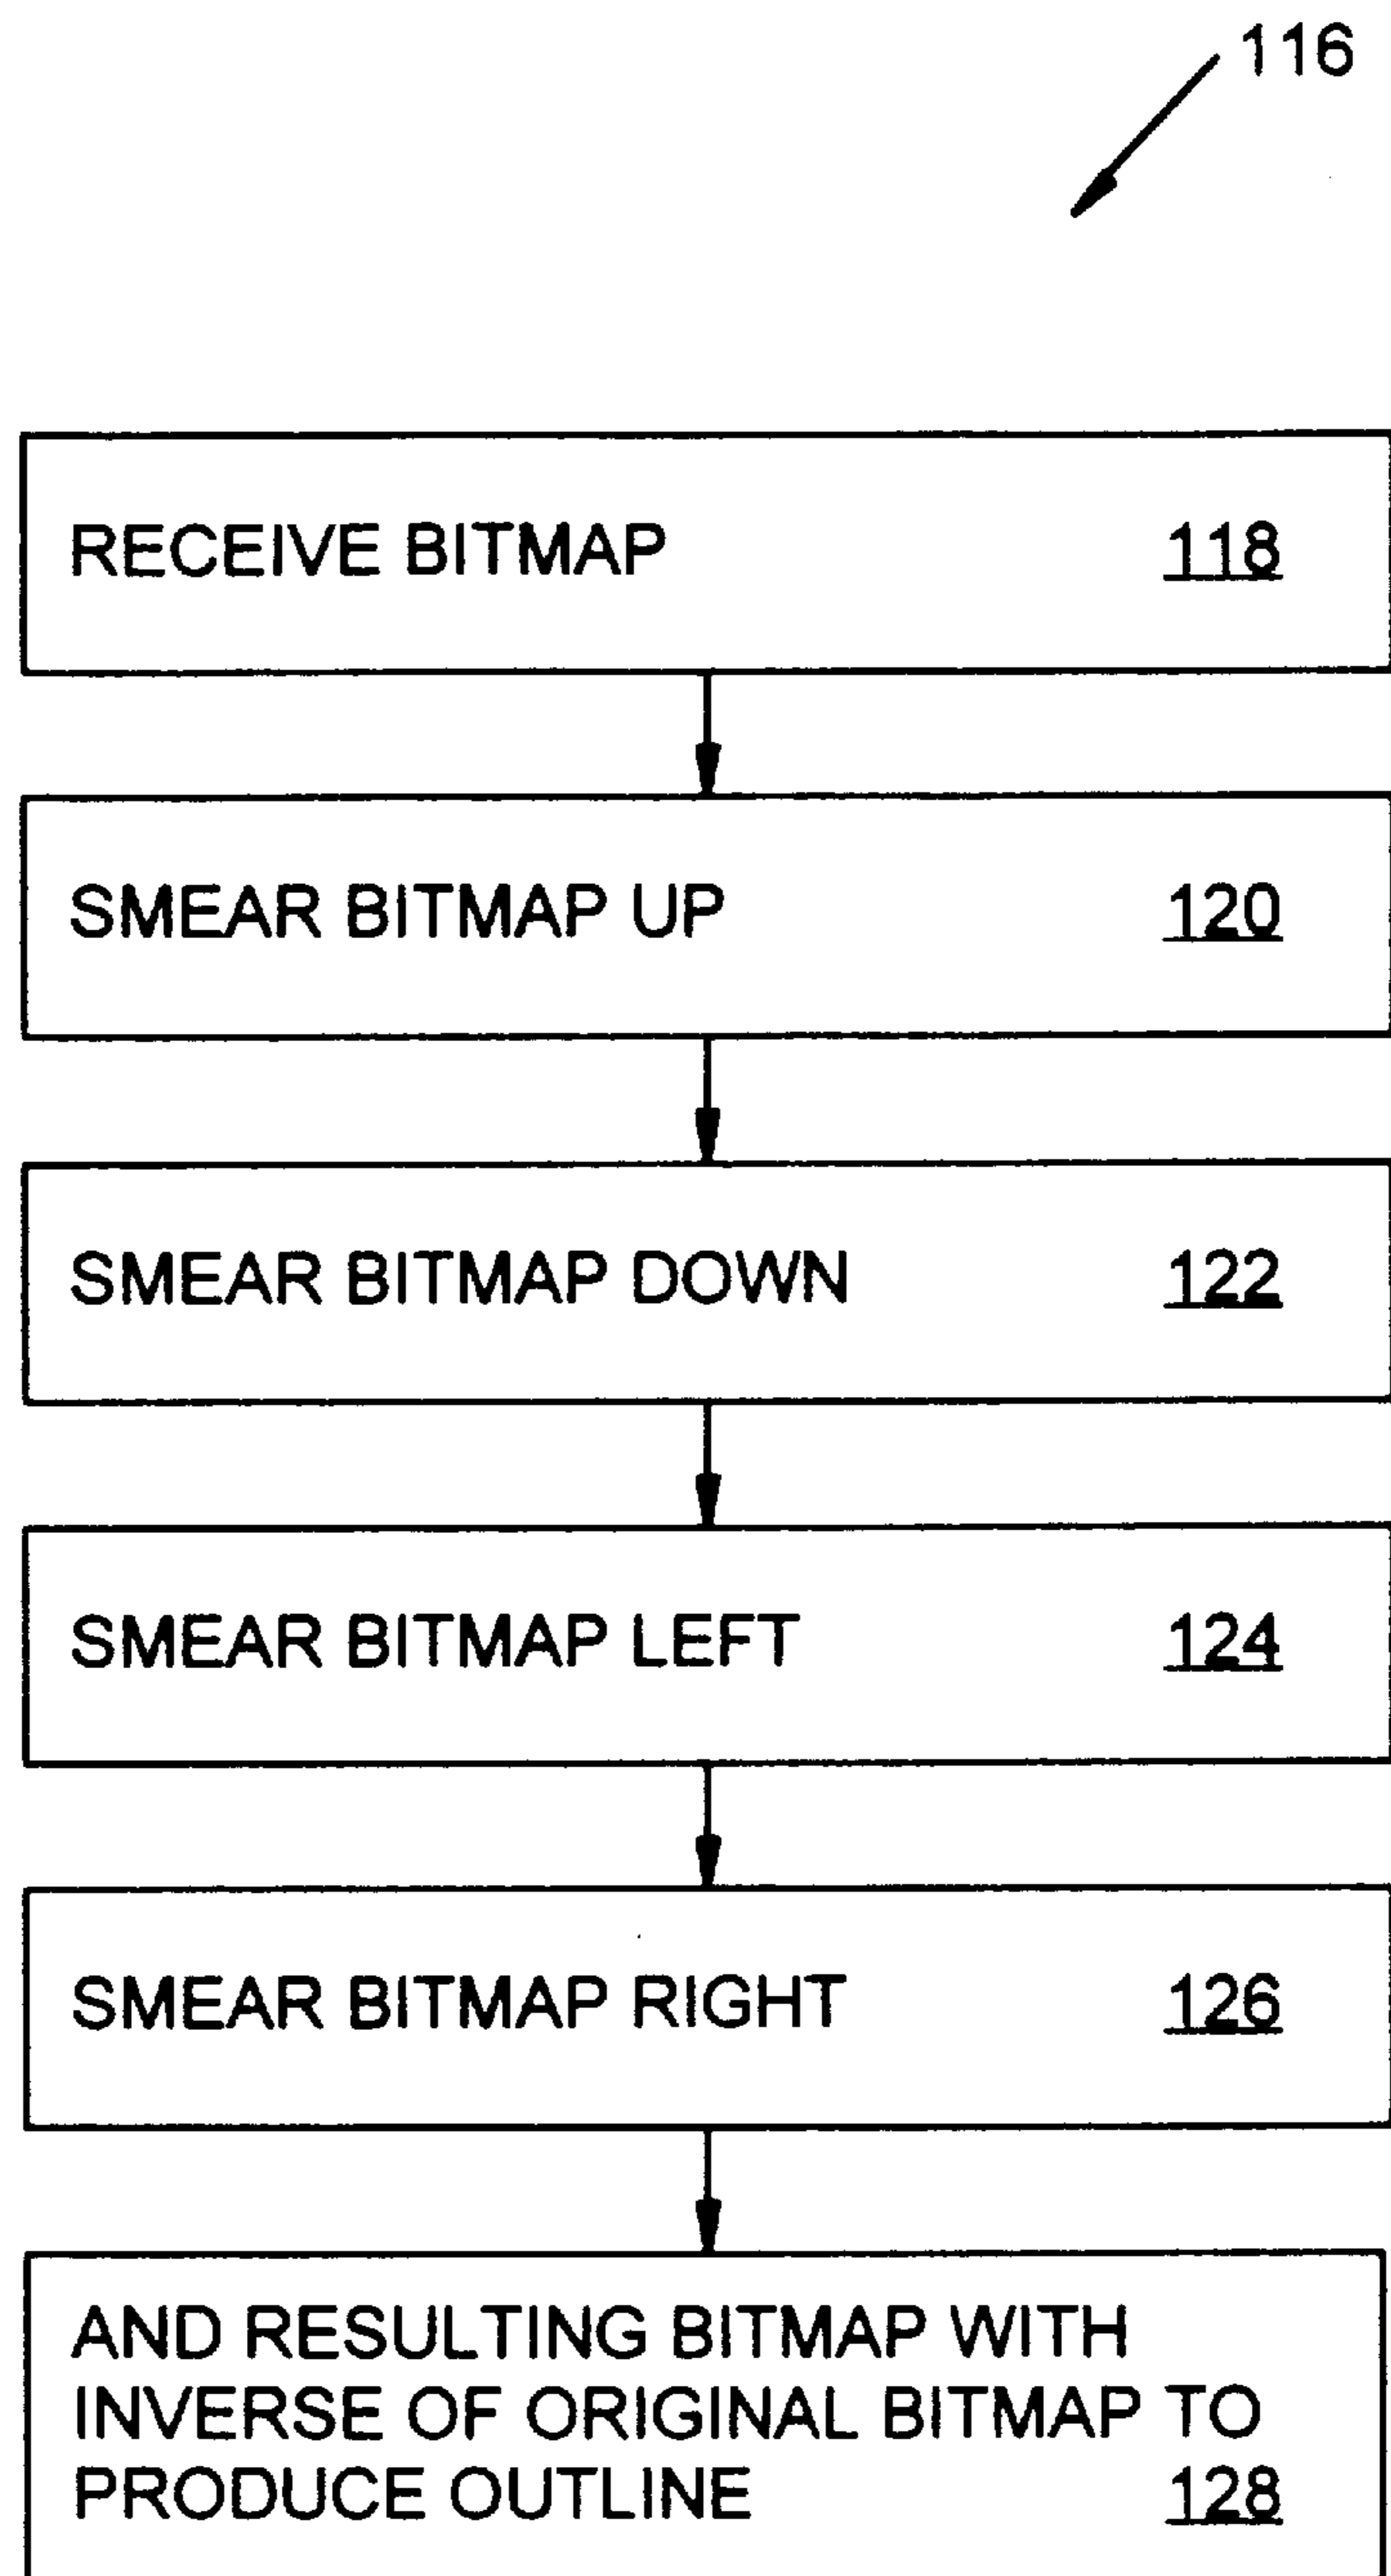 116
RECEIVE BITMAP 118
SMEAR BITMAP UP 120
SMEAR BITMAP DOWN 122
SMEAR BITMAP LEFT 124
SMEAR BITMAP RIGHT 126
AND RESULTING BITMAP WITH
INVERSE OF ORIGINAL BITMAP TO
PRODUCE OUTLINE 128